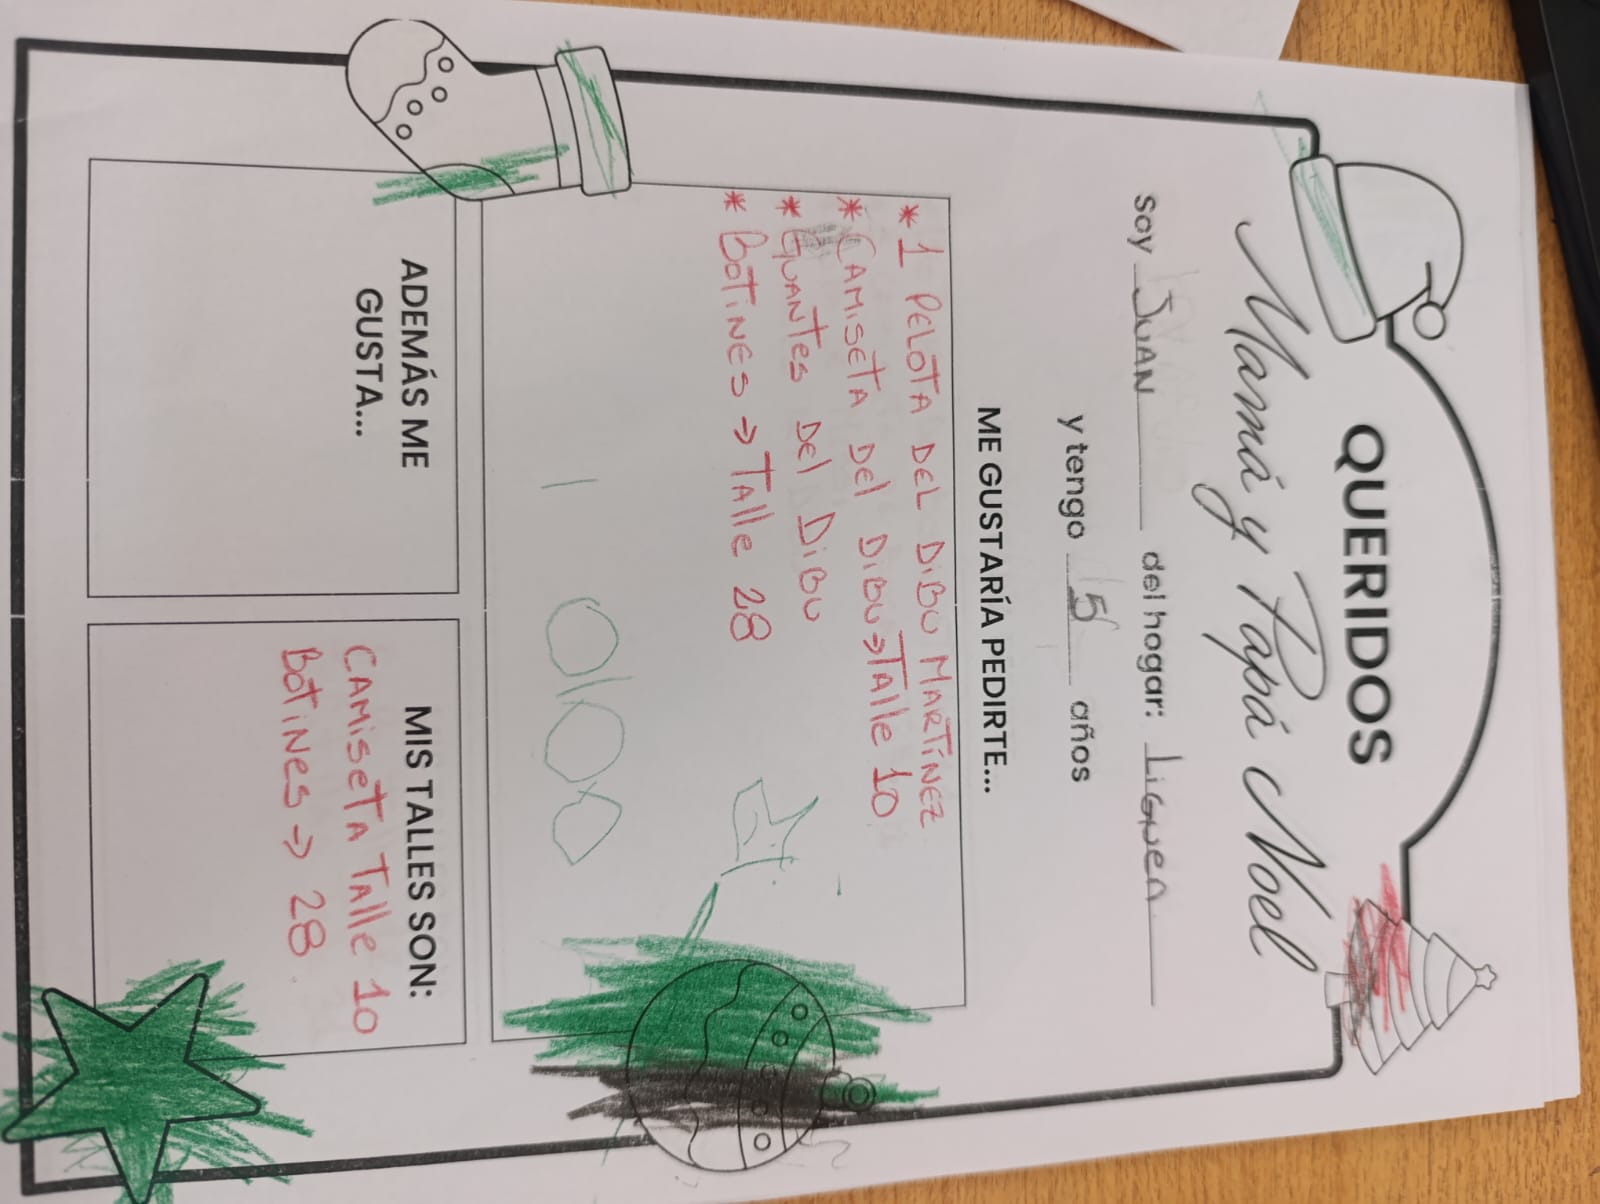 QUERIDOS
Mamá y Papá Noel
Soy JUAN del hogar: Liquen
y tengo 5 años
ME GUSTARÍA PEDIRTE...
* 1 PELOTA DEL DIBU MARTÍNEZ
* CAMISETA DEL DIBU → TAlle 10
* GUANTES DEL DIBU
* BOTINES → TAlle 28
ADEMÁS ME
GUSTA...
MIS TALLES SON:
CAMISETA TAlle 10
BOTINES → 28